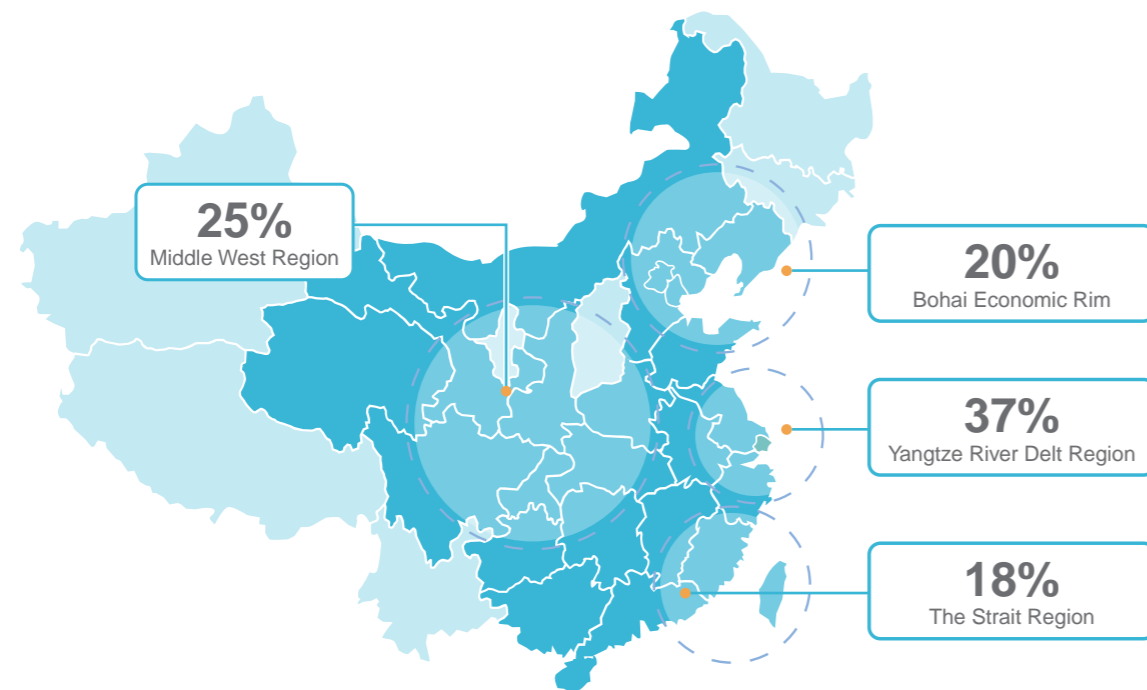 25%
Middle West Region
20%
Bohai Economic Rim
37%
Yangtze River Delt Region
18%
The Strait Region